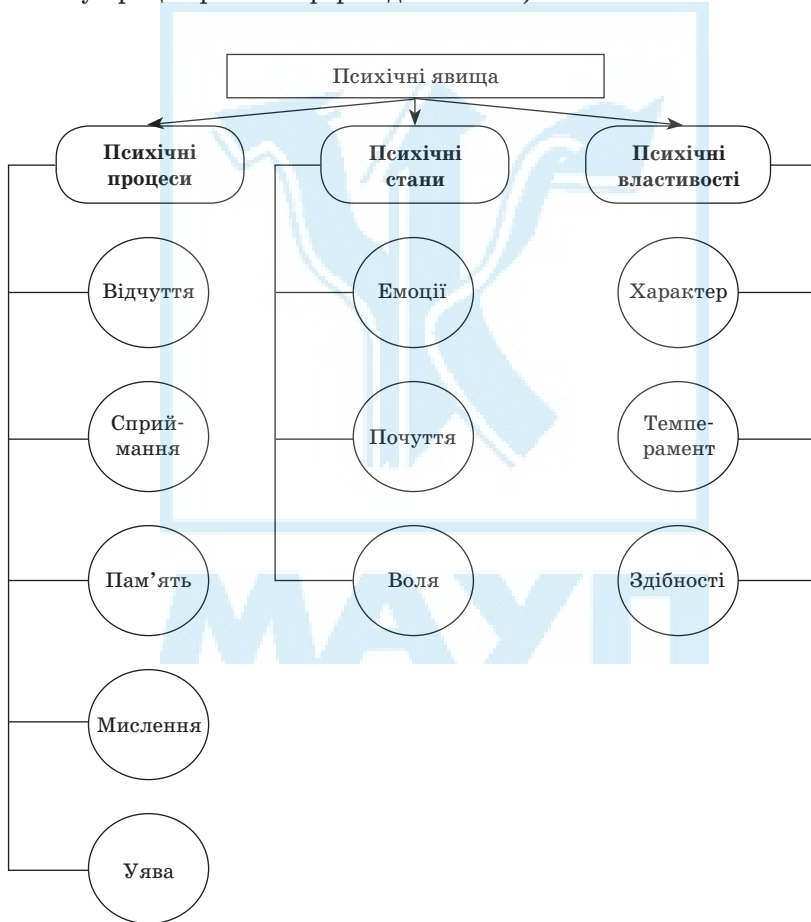 Психічні явища
Психічні
процеси
Психічні
стани
Психічні
властивості
Відчуття
Емоції
Характер
Сприй-
мання
Почуття
Темпе-
рамент
Пам’ять
Воля
Здібності
МАУП
Мислення
Уява